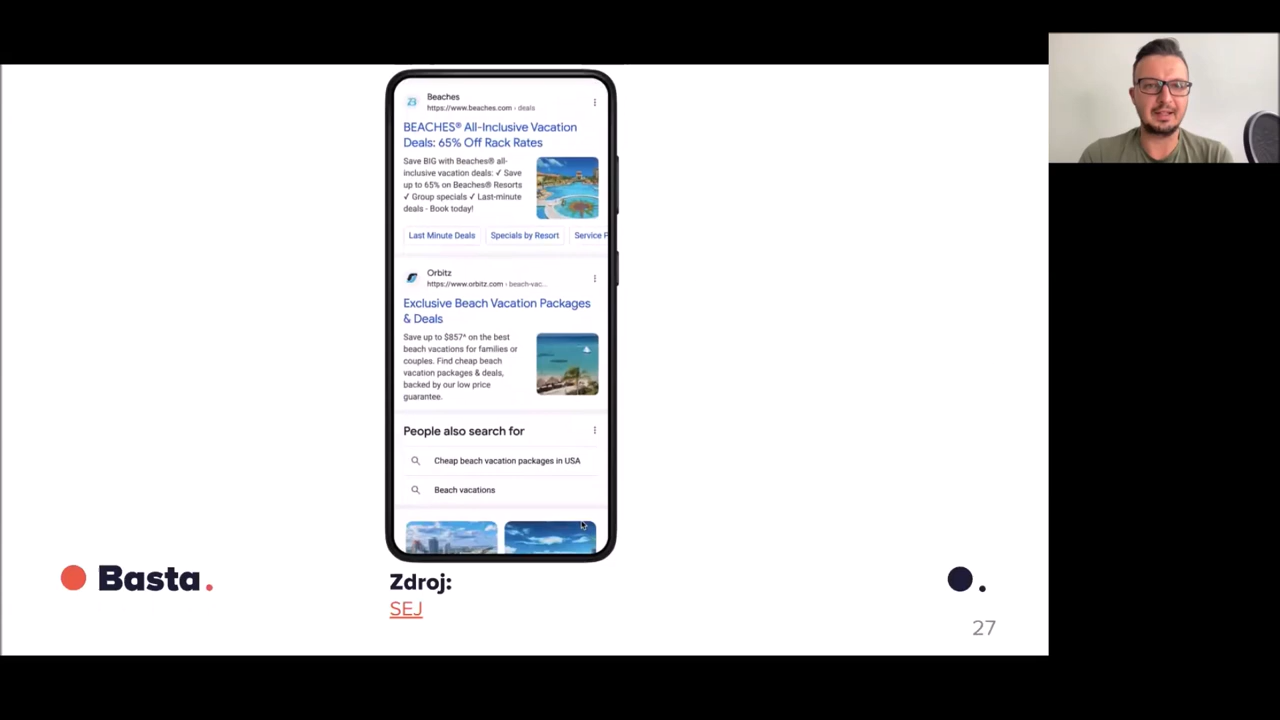 Beaches
https://www.beaches.com › deals
BEACHES® All-Inclusive Vacation
Deals: 65% Off Rack Rates
Save BIG with Beaches® all-
inclusive vacation deals: ✓ Save
up to 65% on Beaches® Resorts
✓ Group specials ✓ Last-minute
deals - Book today!
Last Minute Deals
Specials by Resort
Service
Orbitz
https://www.orbitz.com › beach-vac...
Exclusive Beach Vacation Packages
& Deals
Save up to $857* on the best
beach vacations for families or
couples. Find cheap beach
vacation packages & deals,
backed by our low price
guarantee.
People also search for
Cheap beach vacation packages in USA
Beach vacations
Basta.
Zdroj:
SEJ
27